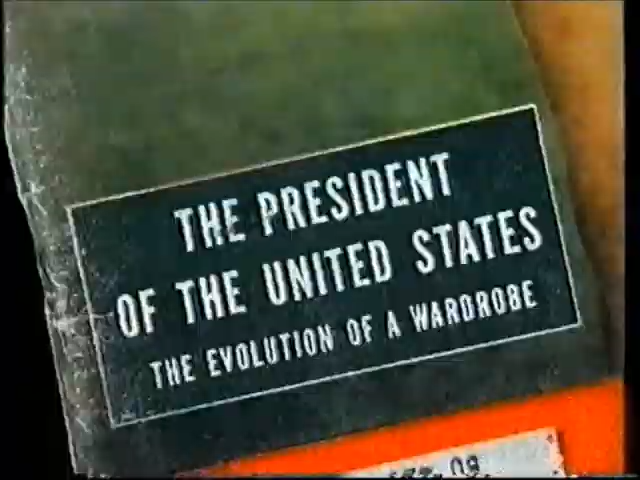 THE PRESIDENT
OF THE UNITED STATES
THE EVOLUTION OF A WARDROBE